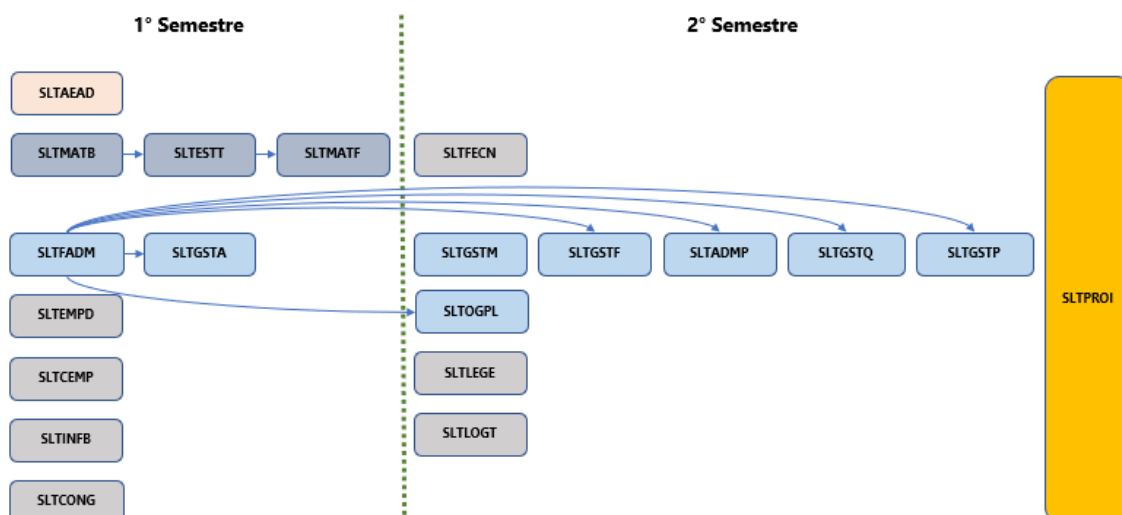 1° Semestre
2° Semestre
SLTAEAD
SLTMATB
SLTESTT
SLTMATF
SLTFECN
SLTFADM
SLTGSTA
SLTGSTM
SLTGSTF
SLTADMP
SLTGSTQ
SLTGSTP
SLTEMPD
SLTOGPL
SLTPROI
SLTCEMP
SLTLEGE
SLTINFB
SLTLOGT
SLTCONG